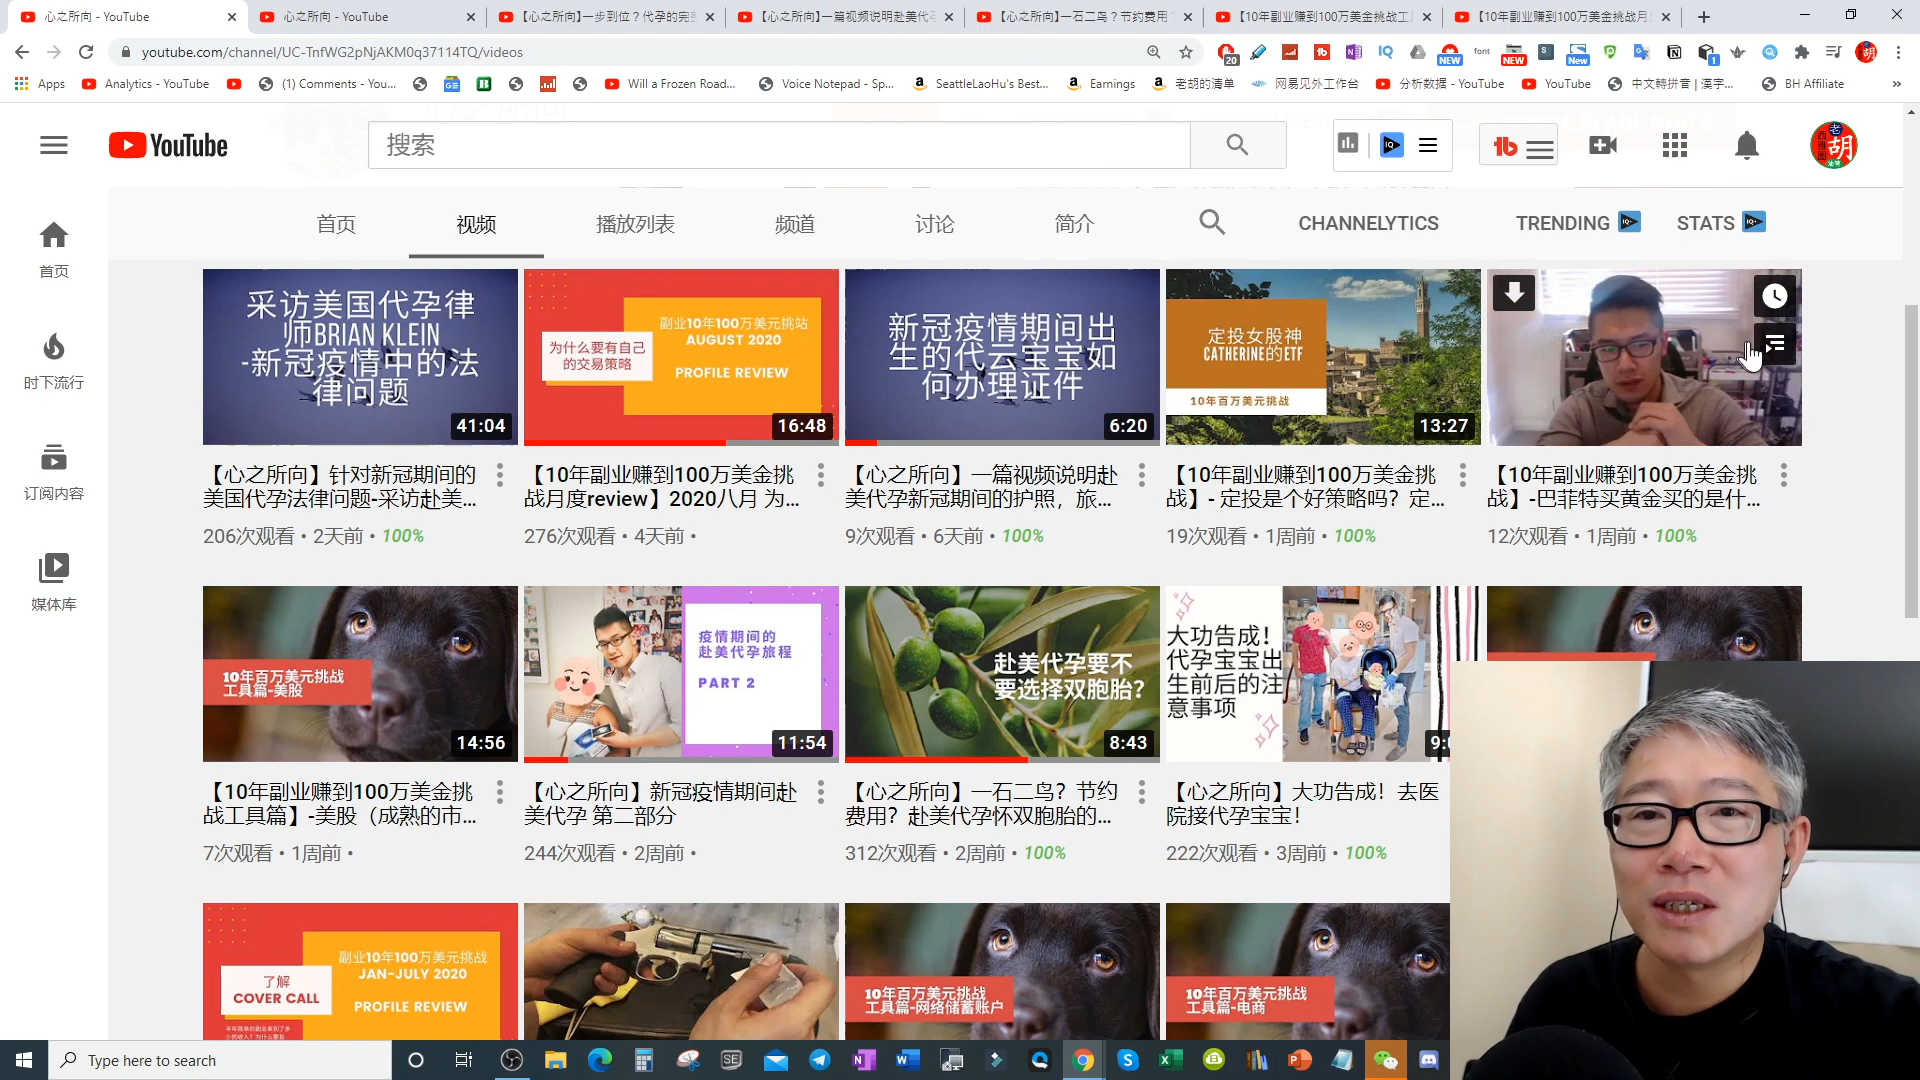 心之所向 - YouTube
心之所向 - YouTube
【心之所向】一步到位？代孕的完
【心之所向】一篇视频说明赴美代
【心之所向】一石二鸟？节约费用
【10年副业赚到100万美金挑战工
【10年副业赚到100万美金挑战月
youtube.com/channel/UC-TnfWG2pNjAKM0q37114TQ/videos
Apps
Analytics - YouTube
(1) Comments - You...
Will a Frozen Road...
Voice Notepad - Sp...
SeattleLaoHu's Best...
Earnings
老胡的清单
网易见外工作台
分析数据 - YouTube
YouTube
中文轉拼音 | 漢字...
BH Affiliate
YouTube
搜索
首页
视频
播放列表
频道
讨论
简介
CHANNELYTICS
TRENDING
STATS
首页
时下流行
订阅内容
媒体库
采访美国代孕律
师BRIAN KLEIN
-新冠疫情中的法
律问题
41:04
副业10年100万美元挑站
AUGUST 2020
为什么要有自己
的交易策略
PROFILE REVIEW
16:48
新冠疫情期间出
生的代云宝宝如
何办理证件
6:20
定投女股神
CATHERINE的ETF
10年百万美元挑战
13:27
【心之所向】针对新冠期间的
美国代孕法律问题-采访赴美...
206次观看 • 2天前 • 100%
【10年副业赚到100万美金挑
战月度review】2020八月 为...
276次观看 • 4天前 •
【心之所向】一篇视频说明赴
美代孕新冠期间的护照，旅...
9次观看 • 6天前 • 100%
【10年副业赚到100万美金挑
战】- 定投是个好策略吗？定...
19次观看 • 1周前 • 100%
【10年副业赚到100万美金挑
战】-巴菲特买黄金买的是什...
12次观看 • 1周前 • 100%
10年百万美元挑战
工具篇-美股
14:56
疫情期间的
赴美代孕旅程
PART 2
11:54
赴美代孕要不
要选择双胞胎？
8:43
大功告成！
代孕宝宝出
生前后的注
意事项
【10年副业赚到100万美金挑
战工具篇】-美股（成熟的市...
7次观看 • 1周前 •
【心之所向】新冠疫情期间赴
美代孕 第二部分
244次观看 • 2周前 •
【心之所向】一石二鸟？节约
费用？赴美代孕怀双胞胎的...
312次观看 • 2周前 • 100%
【心之所向】大功告成！去医
院接代孕宝宝！
222次观看 • 3周前 • 100%
副业10年100万美元挑战
JAN-JULY 2020
了解
COVER CALL
PROFILE REVIEW
10年百万美元挑战
工具篇-网络储蓄账户
10年百万美元挑战
工具篇-电商
Type here to search